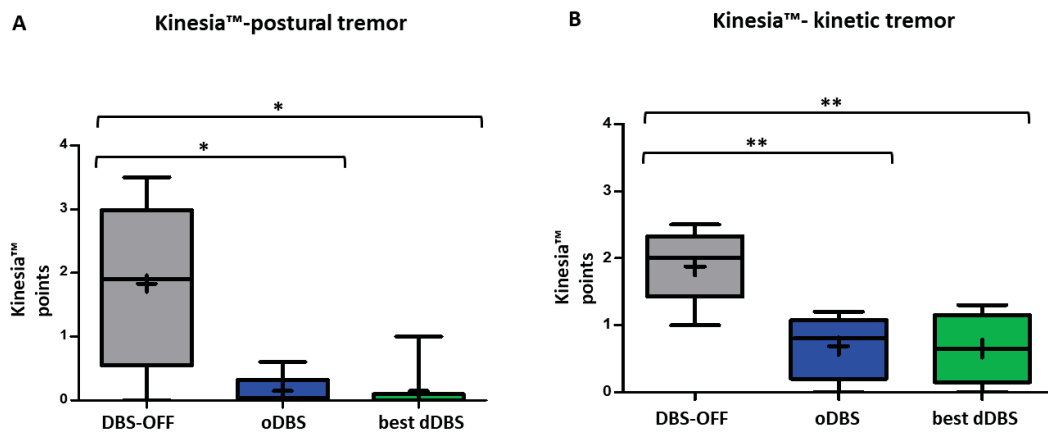 A
Kinesia™-postural tremor
*
*
4
3
2
1
0
Kinesia™
points
DBS-OFF
oDBS
best dDBS
B
Kinesia™- kinetic tremor
**
**
4
3
2
1
0
Kinesia™
points
DBS-OFF
oDBS
best dDBS